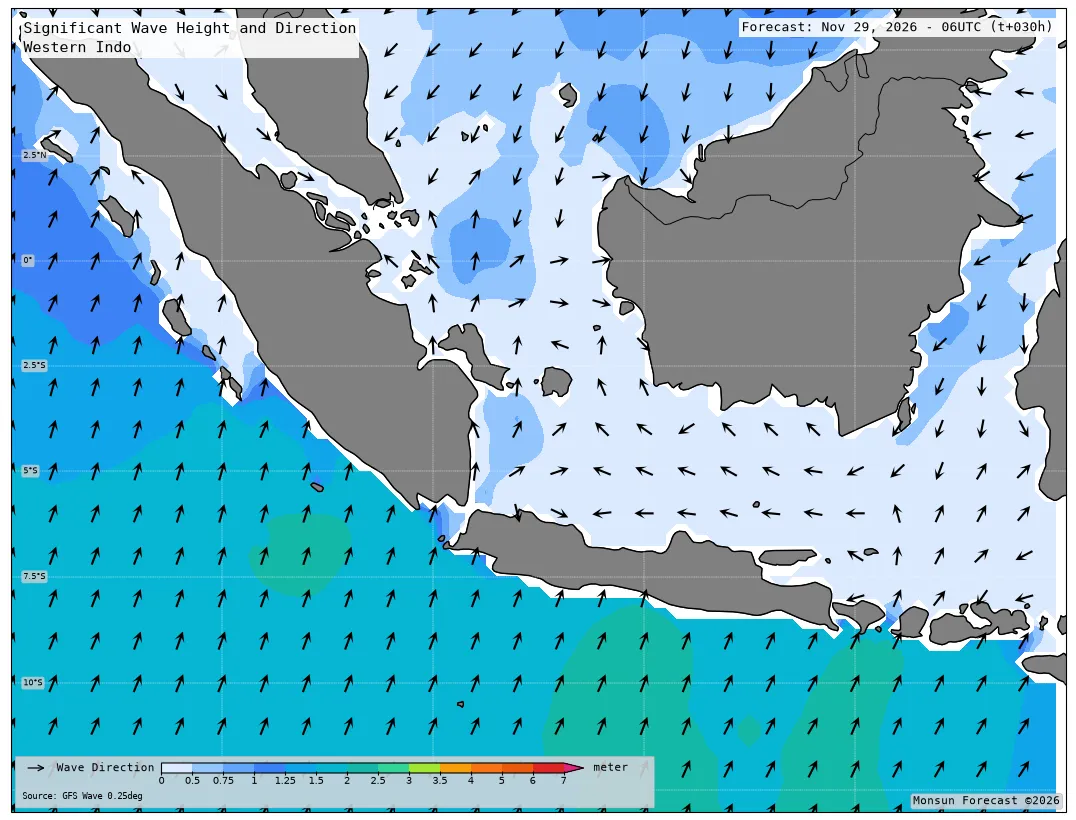 Significant Wave Height and Direction
Western Indo
Forecast: Nov 29, 2026 - 06UTC (t+030h)
2.5°N
0°
2.5°S
5°S
7.5°S
10°S
Wave Direction
0 0.5 0.75 1 1.25 1.5 2 2.5 3 3.5 4 5 6 7
meter
Source: GFS Wave 0.25deg
Monsun Forecast ©2026